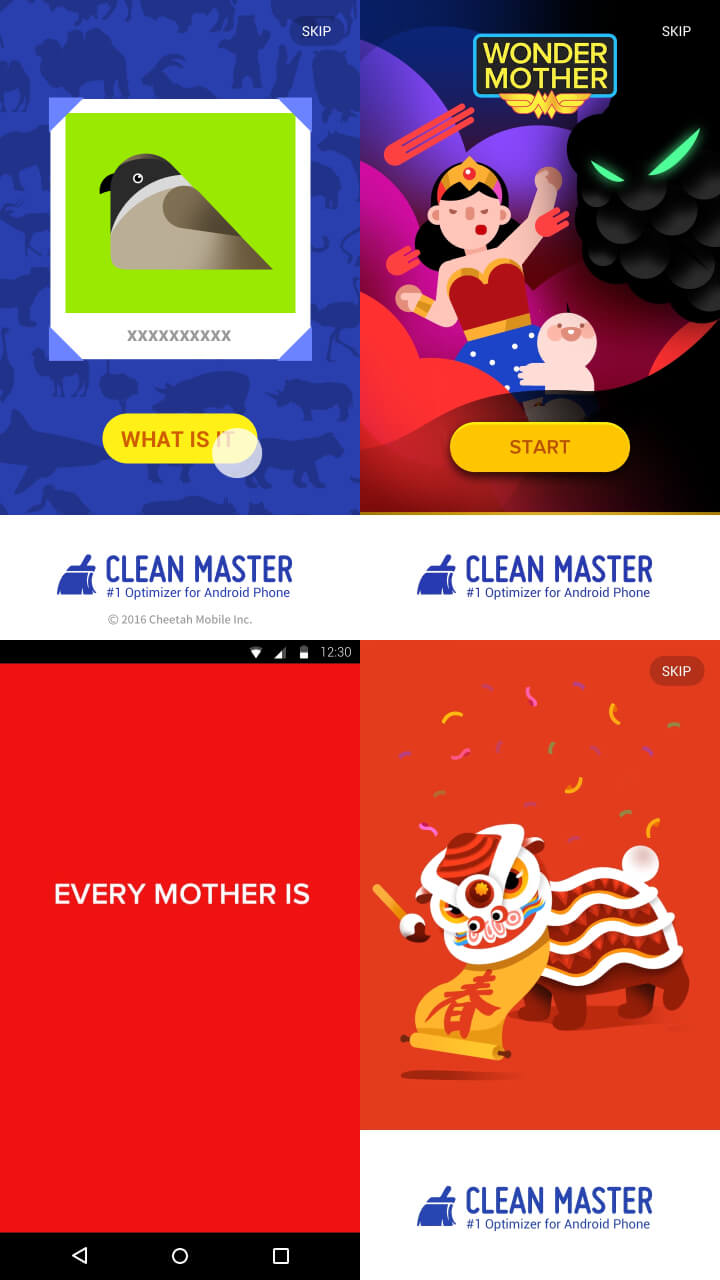 SKIP
XXXXXXXXXX
WHAT IS IT
CLEAN MASTER
#1 Optimizer for Android Phone
© 2016 Cheetah Mobile Inc.
SKIP
WONDER
MOTHER
START
CLEAN MASTER
#1 Optimizer for Android Phone
12:30
EVERY MOTHER IS
SKIP
春
CLEAN MASTER
#1 Optimizer for Android Phone